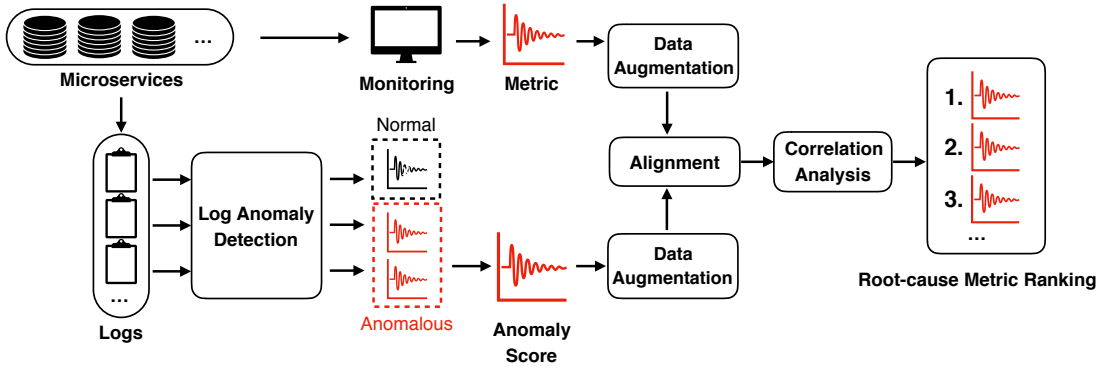 ...
Microservices
Monitoring
Metric
Data
Augmentation
Normal
Log Anomaly
Detection
Anomalous
...
Logs
Anomaly
Score
Alignment
Data
Augmentation
Correlation
Analysis
1.
2.
3.
...
Root-cause Metric Ranking